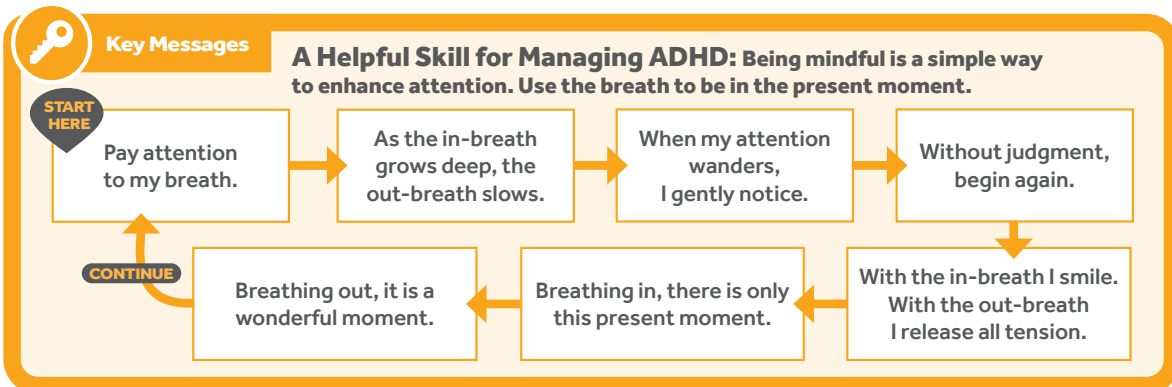 Key Messages
A Helpful Skill for Managing ADHD: Being mindful is a simple way
to enhance attention. Use the breath to be in the present moment.
START
HERE
Pay attention
to my breath.
As the in-breath
grows deep, the
out-breath slows.
When my attention
wanders,
I gently notice.
Without judgment,
begin again.
With the in-breath I smile.
With the out-breath
I release all tension.
Breathing in, there is only
this present moment.
Breathing out, it is a
wonderful moment.
CONTINUE